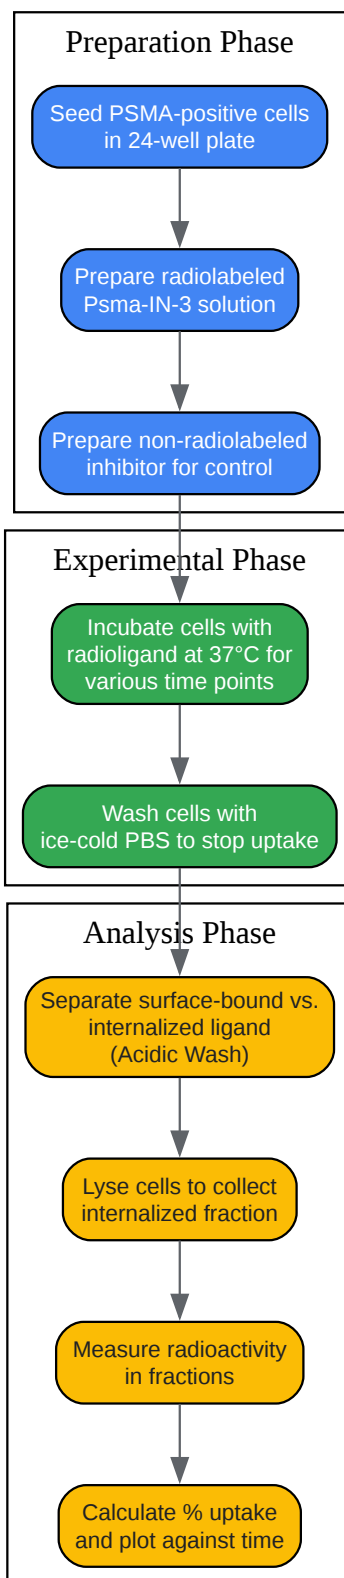 Preparation Phase
Seed PSMA-positive cells
in 24-well plate
Prepare radiolabeled
Psma-IN-3 solution
Prepare non-radiolabeled
inhibitor for control
Experimental Phase
Incubate cells with
radioligand at 37°C for
various time points
Wash cells with
ice-cold PBS to stop uptake
Analysis Phase
Separate surface-bound vs.
internalized ligand
(Acidic Wash)
Lyse cells to collect
internalized fraction
Measure radioactivity
in fractions
Calculate % uptake
and plot against time